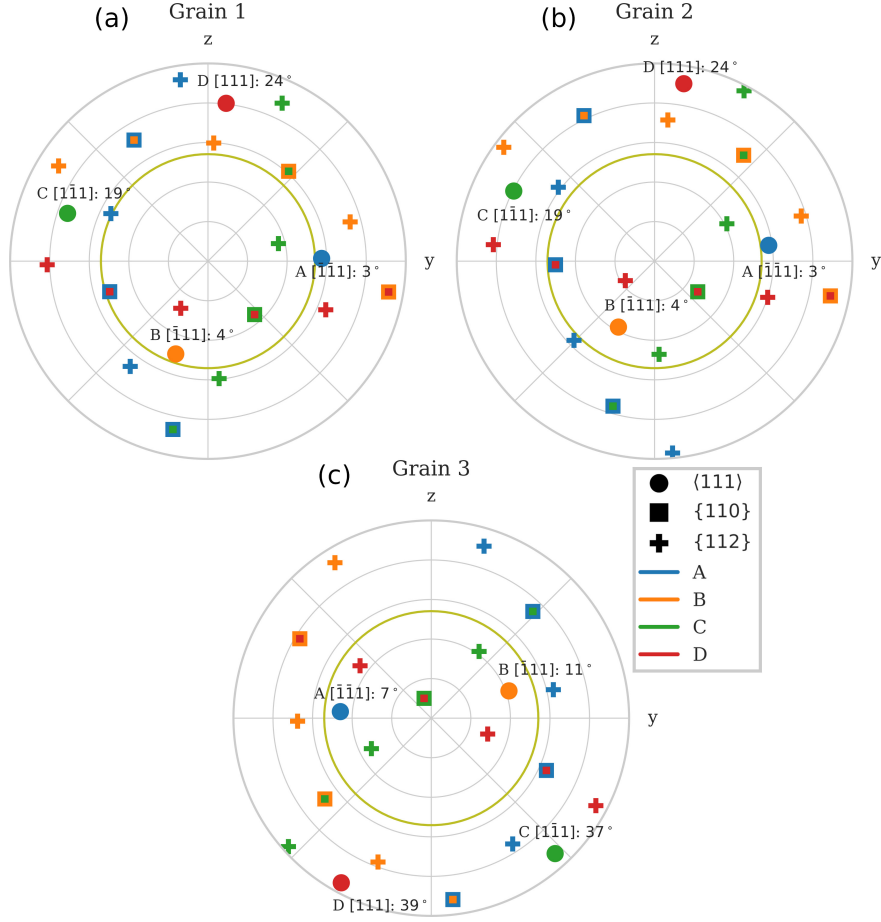 (a) Grain 1
z
D [111]: 24°
C [11̄1]: 19°
y
A [1̄1̄1]: 3°
B [1̄11]: 4°
(b) Grain 2
z
D [111]: 24°
C [11̄1]: 19°
y
A [1̄1̄1]: 3°
B [1̄11]: 4°
(c) Grain 3
z
B [1̄11]: 11°
A [1̄1̄1]: 7°
y
C [11̄1]: 37°
D [111]: 39°
⟨111⟩
{110}
{112}
A
B
C
D